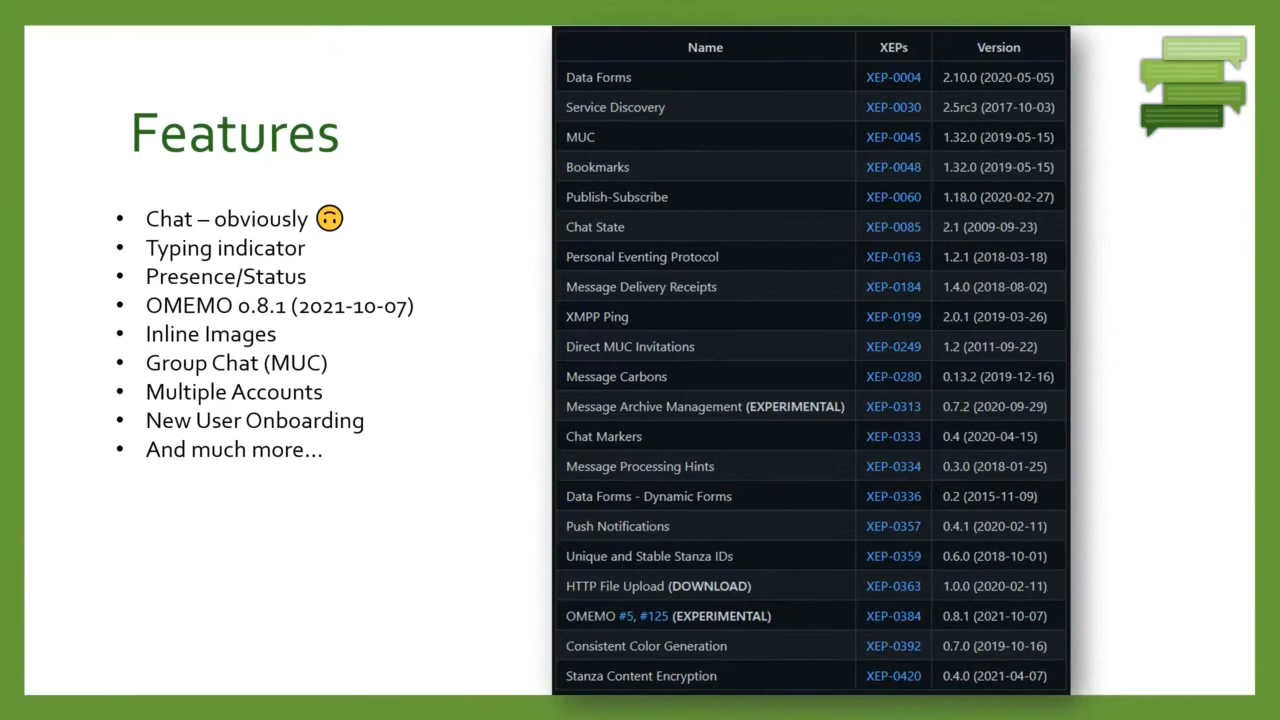 Features
• Chat – obviously 🙃
• Typing indicator
• Presence/Status
• OMEMO 0.8.1 (2021-10-07)
• Inline Images
• Group Chat (MUC)
• Multiple Accounts
• New User Onboarding
• And much more...
Name XEPs Version
Data Forms XEP-0004 2.10.0 (2020-05-05)
Service Discovery XEP-0030 2.5rc3 (2017-10-03)
MUC XEP-0045 1.32.0 (2019-05-15)
Bookmarks XEP-0048 1.32.0 (2019-05-15)
Publish-Subscribe XEP-0060 1.18.0 (2020-02-27)
Chat State XEP-0085 2.1 (2009-09-23)
Personal Eventing Protocol XEP-0163 1.2.1 (2018-03-18)
Message Delivery Receipts XEP-0184 1.4.0 (2018-08-02)
XMPP Ping XEP-0199 2.0.1 (2019-03-26)
Direct MUC Invitations XEP-0249 1.2 (2011-09-22)
Message Carbons XEP-0280 0.13.2 (2019-12-16)
Message Archive Management (EXPERIMENTAL) XEP-0313 0.7.2 (2020-09-29)
Chat Markers XEP-0333 0.4 (2020-04-15)
Message Processing Hints XEP-0334 0.3.0 (2018-01-25)
Data Forms - Dynamic Forms XEP-0336 0.2 (2015-11-09)
Push Notifications XEP-0357 0.4.1 (2020-02-11)
Unique and Stable Stanza IDs XEP-0359 0.6.0 (2018-10-01)
HTTP File Upload (DOWNLOAD) XEP-0363 1.0.0 (2020-02-11)
OMEMO #5, #125 (EXPERIMENTAL) XEP-0384 0.8.1 (2021-10-07)
Consistent Color Generation XEP-0392 0.7.0 (2019-10-16)
Stanza Content Encryption XEP-0420 0.4.0 (2021-04-07)